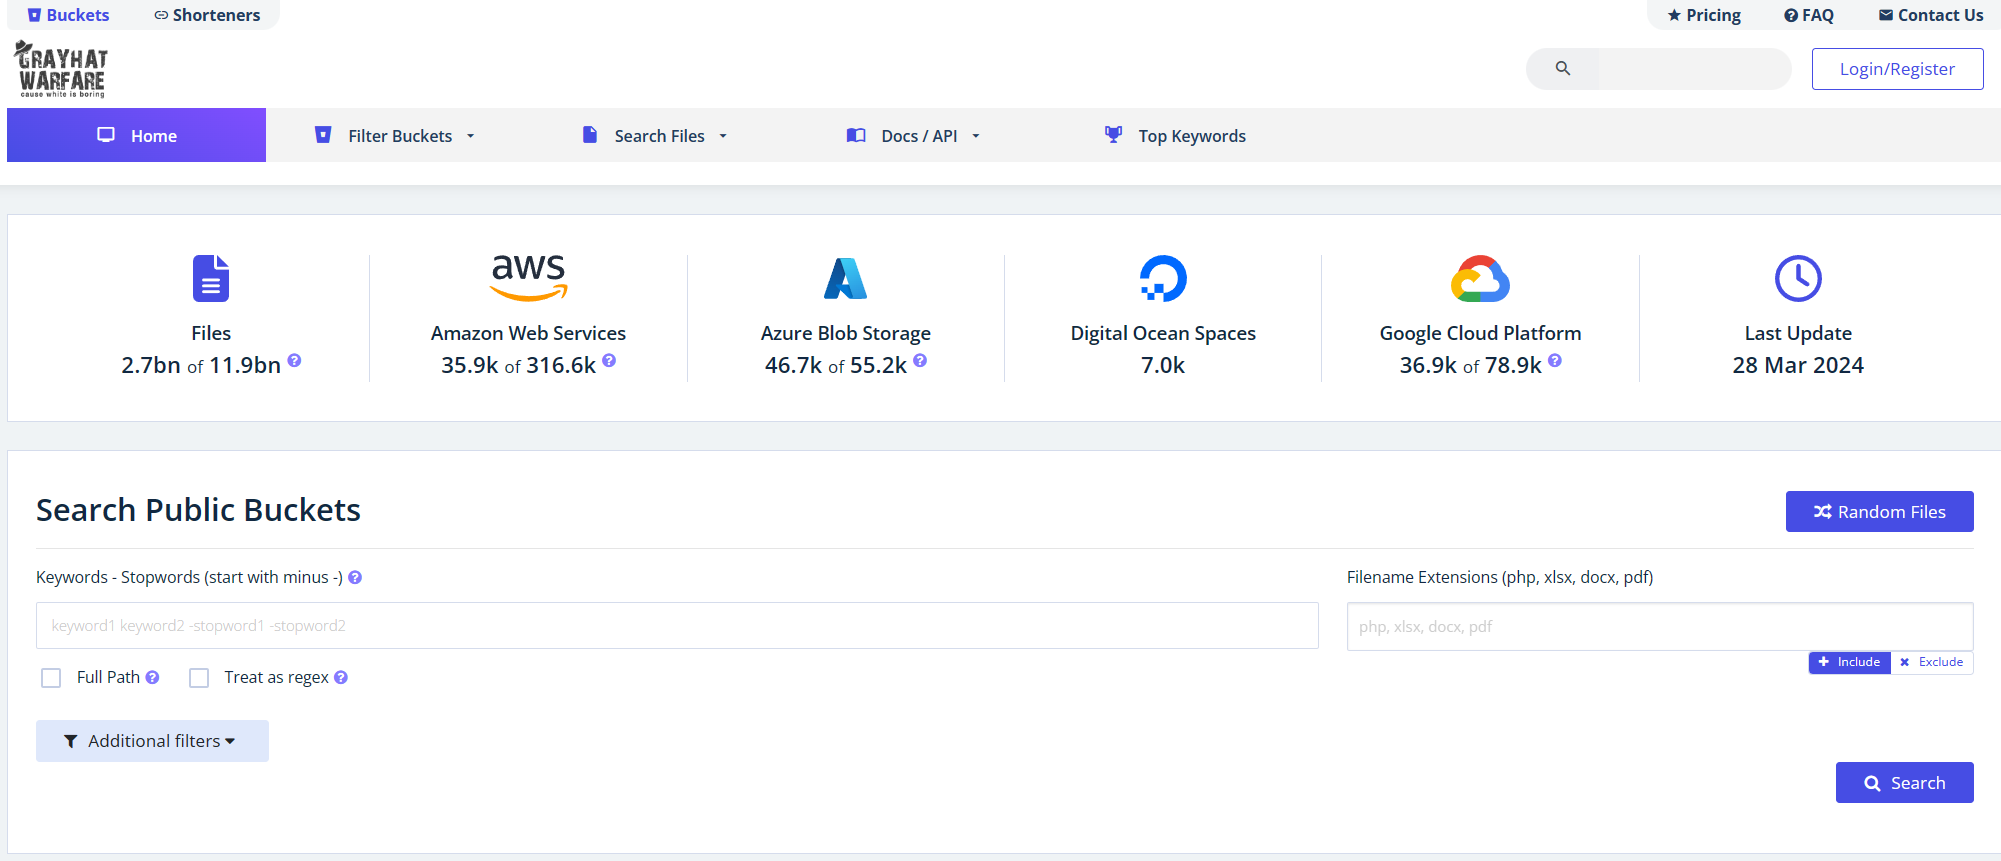 Buckets
Shorteners
Pricing
FAQ
Contact Us
GRAYHAT
WARFARE
cause white is boring
Login/Register
Home
Filter Buckets
Search Files
Docs / API
Top Keywords
Files
2.7bn of 11.9bn
aws
Amazon Web Services
35.9k of 316.6k
Azure Blob Storage
46.7k of 55.2k
Digital Ocean Spaces
7.0k
Google Cloud Platform
36.9k of 78.9k
Last Update
28 Mar 2024
Search Public Buckets
Random Files
Keywords - Stopwords (start with minus -)
keyword1 keyword2 -stopword1 -stopword2
Filename Extensions (php, xlsx, docx, pdf)
php, xlsx, docx, pdf
Include
Exclude
Full Path
Treat as regex
Additional filters
Search